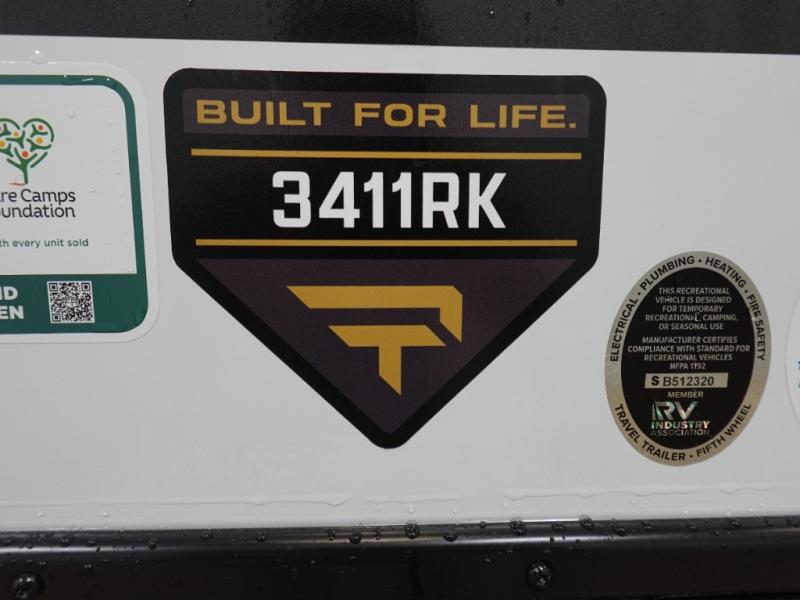 BUILT FOR LIFE.
3411RK
re Camps
undation
th every unit sold
ND
EN
ELECTRICAL • PLUMBING • HEATING • FIRE SAFETY
THIS RECREATIONAL
VEHICLE IS DESIGNED
FOR TEMPORARY
RECREATIONAL, CAMPING,
OR SEASONAL USE
MANUFACTURER CERTIFIES
COMPLIANCE WITH STANDARD FOR
RECREATIONAL VEHICLES
NFPA 1192
S B512320
MEMBER
RV
INDUSTRY
ASSOCIATION
TRAVEL TRAILER • FIFTH WHEEL